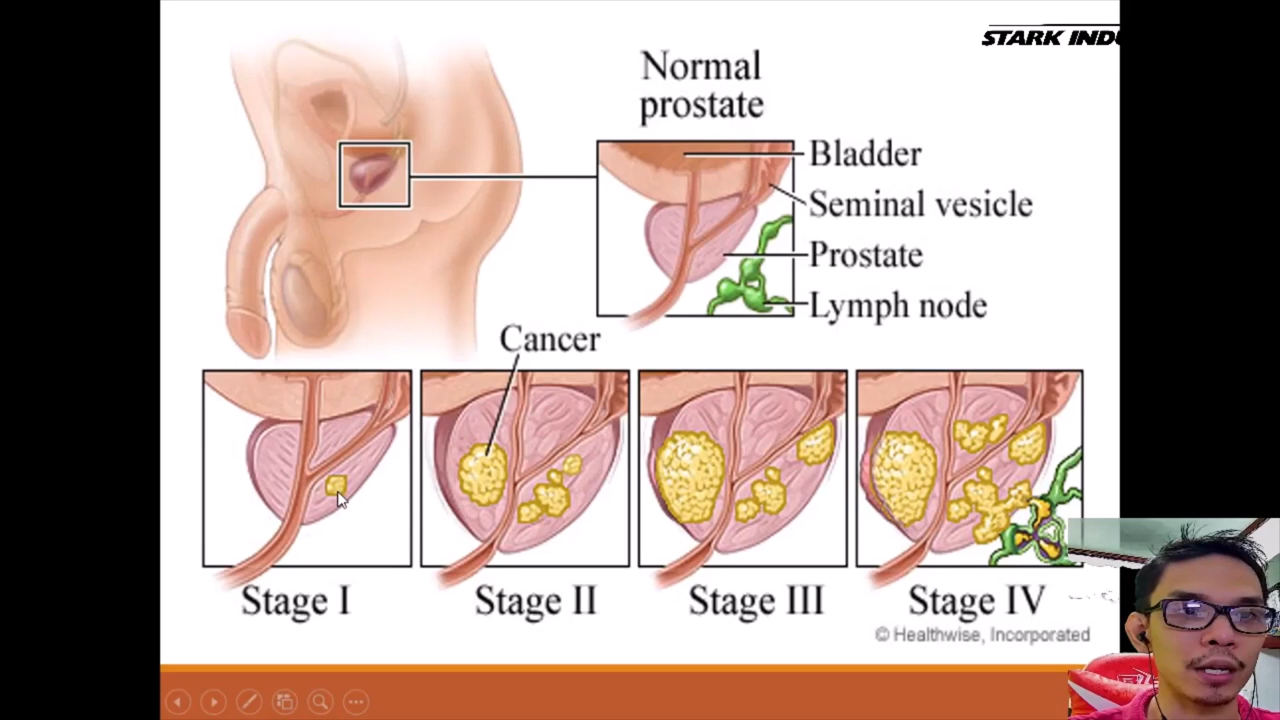 STARK INDU
Normal
prostate
Bladder
Seminal vesicle
Prostate
Lymph node
Cancer
Stage I
Stage II
Stage III
Stage IV
© Healthwise, Incorporated